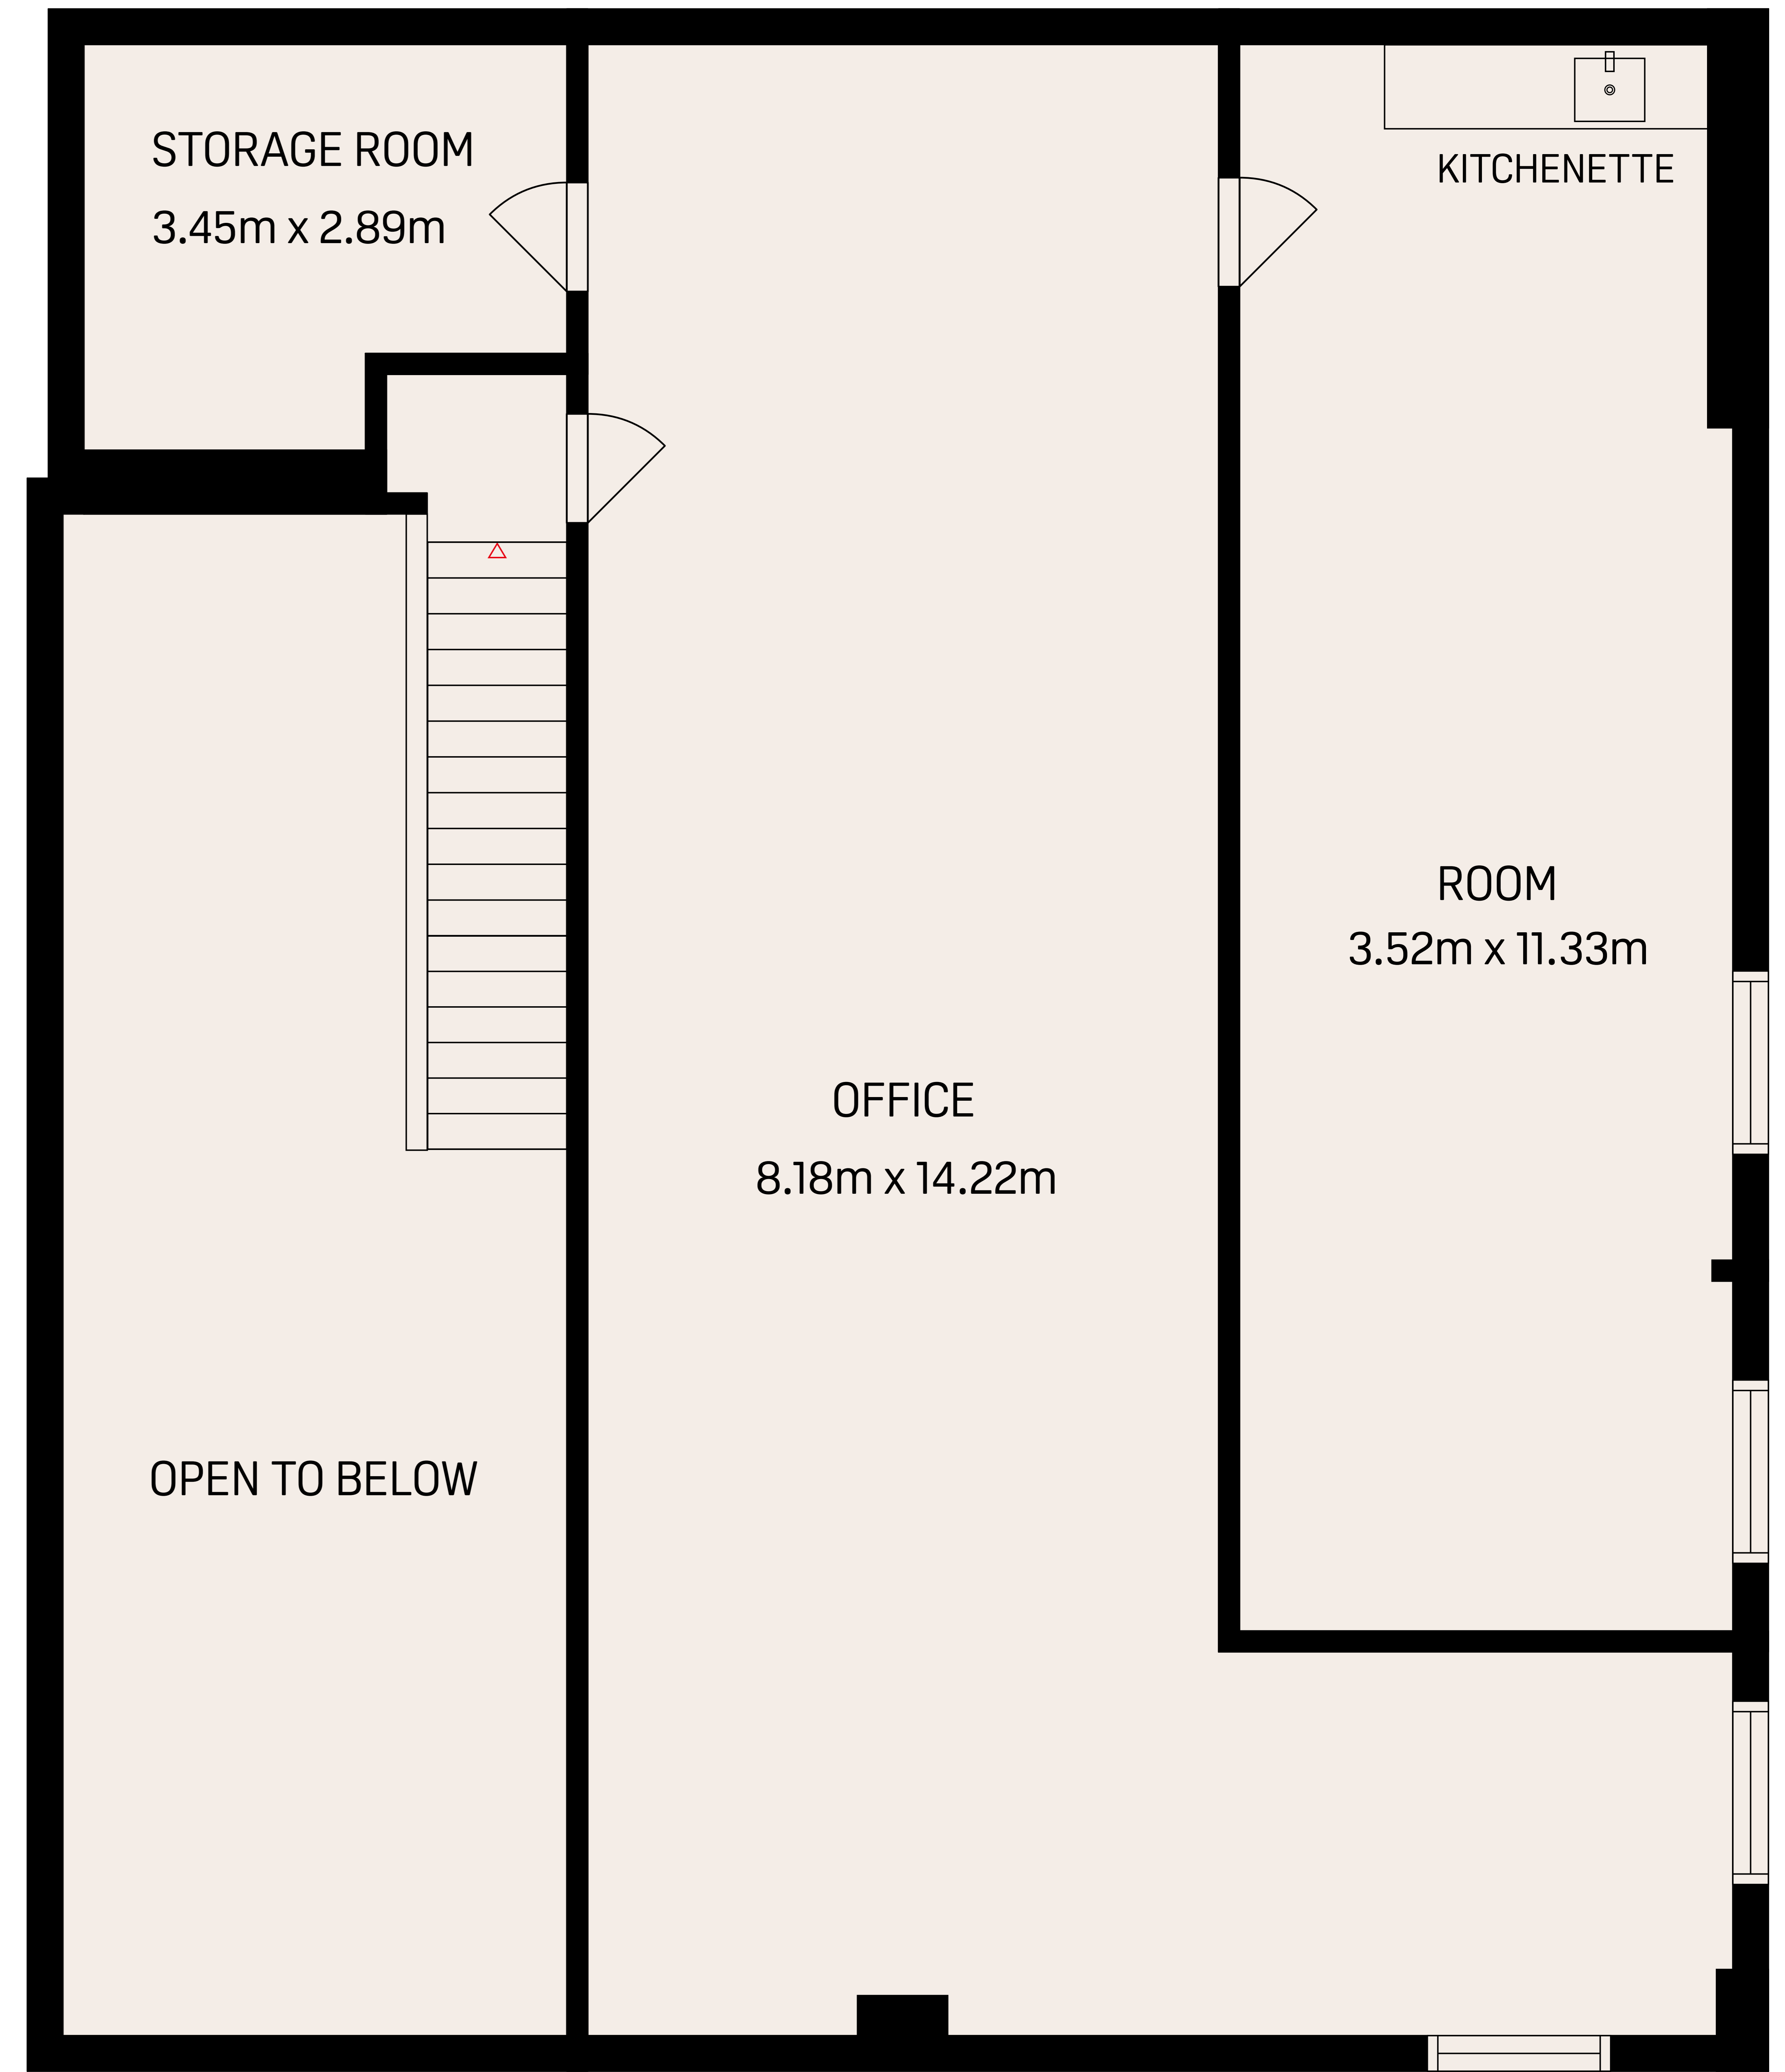 STORAGE ROOM
3.45m x 2.89m
KITCHENETTE
ROOM
3.52m x 11.33m
OFFICE
8.18m x 14.22m
OPEN TO BELOW